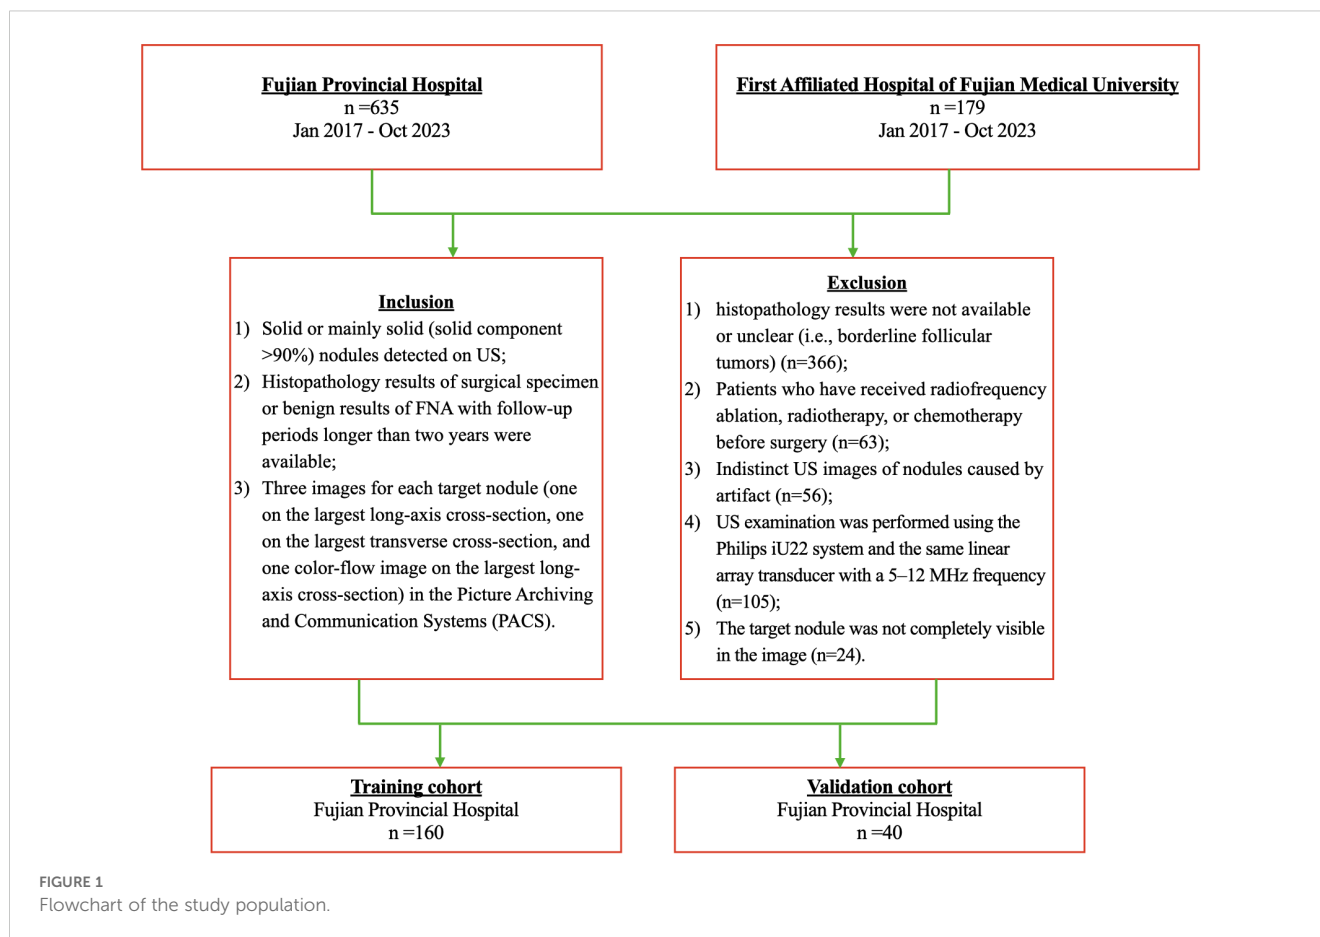 Fujian Provincial Hospital
n =635
Jan 2017 - Oct 2023
First Affiliated Hospital of Fujian Medical University
n =179
Jan 2017 - Oct 2023
Inclusion
1) Solid or mainly solid (solid component
>90%) nodules detected on US;
2) Histopathology results of surgical specimen
or benign results of FNA with follow-up
periods longer than two years were
available;
3) Three images for each target nodule (one
on the largest long-axis cross-section, one
on the largest transverse cross-section, and
one color-flow image on the largest long-
axis cross-section) in the Picture Archiving
and Communication Systems (PACS).
Exclusion
1) histopathology results were not available
or unclear (i.e., borderline follicular
tumors) (n=366);
2) Patients who have received radiofrequency
ablation, radiotherapy, or chemotherapy
before surgery (n=63);
3) Indistinct US images of nodules caused by
artifact (n=56);
4) US examination was performed using the
Philips iU22 system and the same linear
array transducer with a 5–12 MHz frequency
(n=105);
5) The target nodule was not completely visible
in the image (n=24).
Training cohort
Fujian Provincial Hospital
n =160
Validation cohort
Fujian Provincial Hospital
n =40
FIGURE 1
Flowchart of the study population.